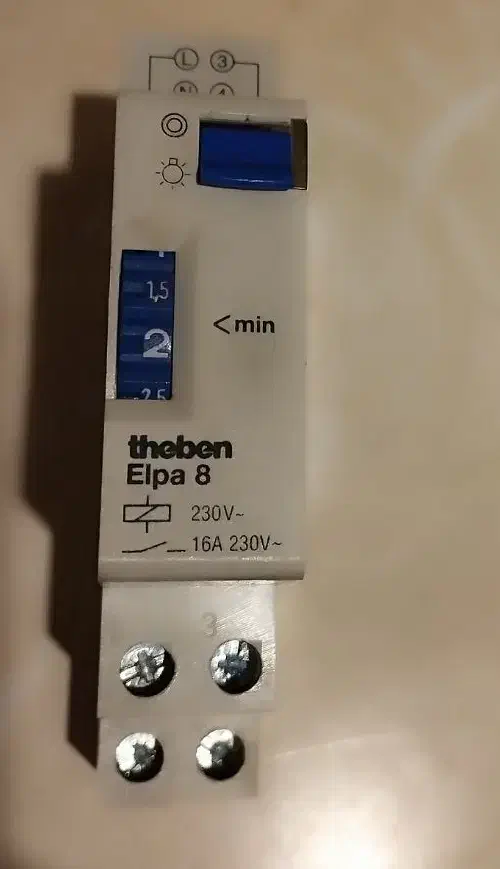 L 3
N 4
1,5
2
2,5
<min
theben
Elpa 8
230V~
16A 230V~
3